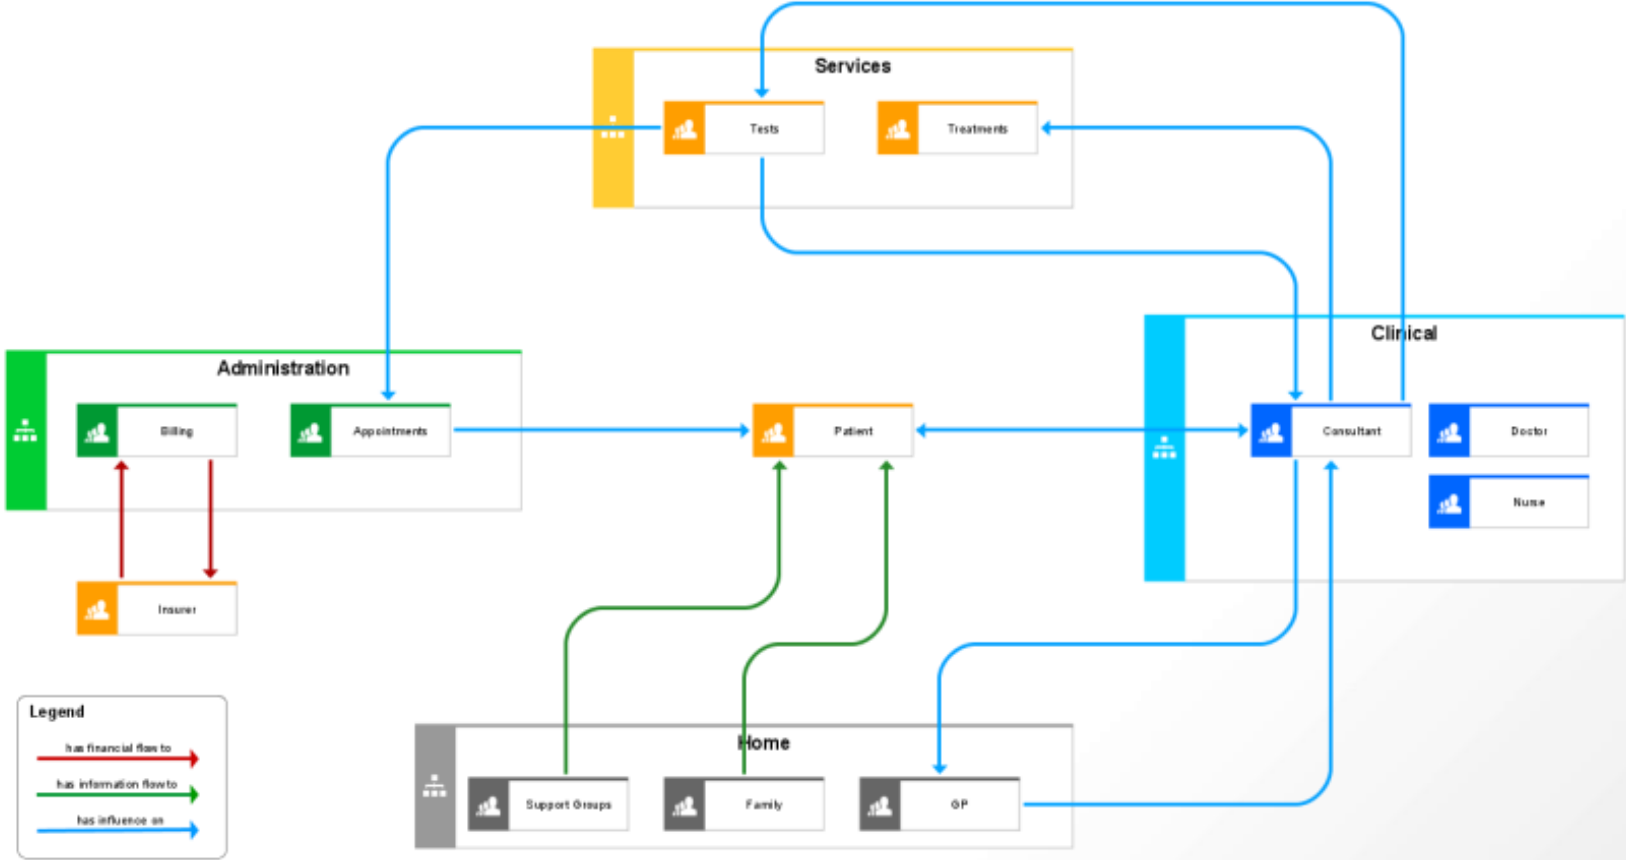 Services
Tests
Treatments
Clinical
Administration
Billing
Appointments
Patient
Consultant
Doctor
Nurse
Insurer
Legend
has financial flow to
has information flow to
has influence on
Home
Support Groups
Family
GP